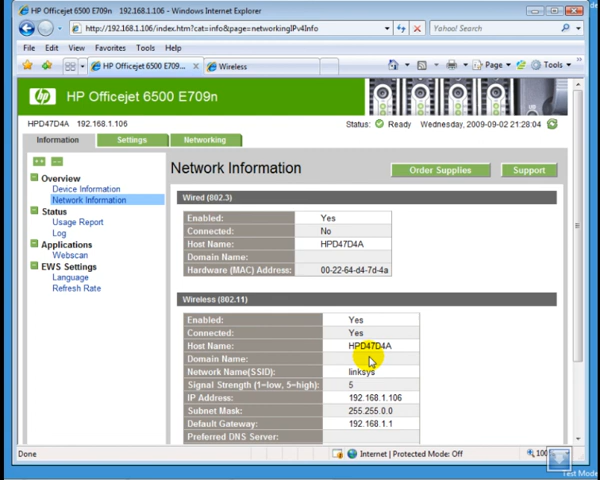 HP Officejet 6500 E709n 192.168.1.106 - Windows Internet Explorer
http://192.168.1.106/index.htm?cat=info&page=networkingIPv4Info
Yahoo! Search
File Edit View Favorites Tools Help
HP Officejet 6500 E709n...
Wireless
Page
Tools
hp HP Officejet 6500 E709n
HPD47D4A 192.168.1.106
Status: Ready Wednesday, 2009-09-02 21:28:04
Information Settings Networking
Overview
Device Information
Network Information
Status
Usage Report
Log
Applications
Webscan
EWS Settings
Language
Refresh Rate
Network Information
Order Supplies
Support
Wired (802.3)
Enabled: Yes
Connected: No
Host Name: HPD47D4A
Domain Name:
Hardware (MAC) Address: 00-22-64-d4-7d-4a
Wireless (802.11)
Enabled: Yes
Connected: Yes
Host Name: HPD47D4A
Domain Name:
Network Name(SSID): linksys
Signal Strength (1=low, 5=high): 5
IP Address: 192.168.1.106
Subnet Mask: 255.255.0.0
Default Gateway: 192.168.1.1
Preferred DNS Server:
Done
Internet | Protected Mode: Off
100
Test Mode